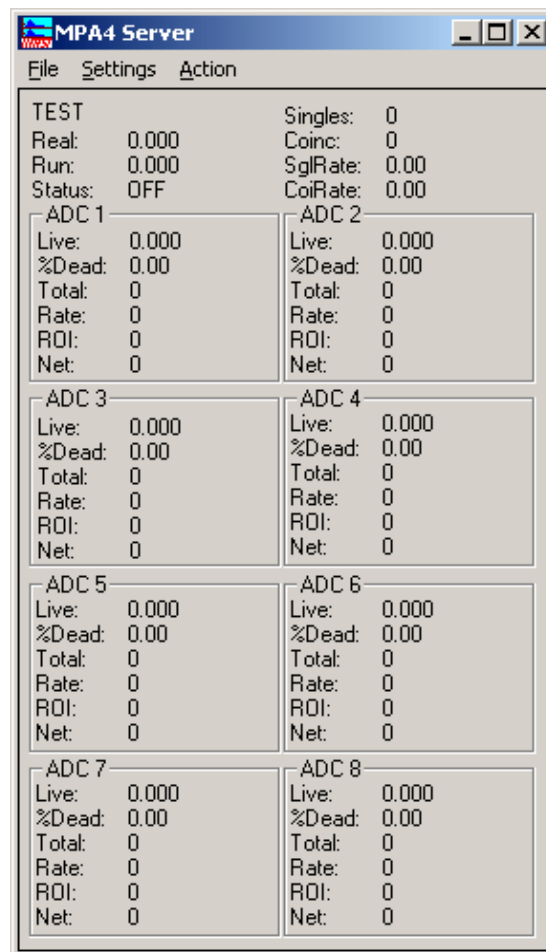 MPA4 Server
File Settings Action
TEST
Real: 0.000
Run: 0.000
Status: OFF
Singles: 0
Coinc: 0
SglRate: 0.00
CoiRate: 0.00
ADC 1
Live: 0.000
%Dead: 0.00
Total: 0
Rate: 0
ROI: 0
Net: 0
ADC 2
Live: 0.000
%Dead: 0.00
Total: 0
Rate: 0
ROI: 0
Net: 0
ADC 3
Live: 0.000
%Dead: 0.00
Total: 0
Rate: 0
ROI: 0
Net: 0
ADC 4
Live: 0.000
%Dead: 0.00
Total: 0
Rate: 0
ROI: 0
Net: 0
ADC 5
Live: 0.000
%Dead: 0.00
Total: 0
Rate: 0
ROI: 0
Net: 0
ADC 6
Live: 0.000
%Dead: 0.00
Total: 0
Rate: 0
ROI: 0
Net: 0
ADC 7
Live: 0.000
%Dead: 0.00
Total: 0
Rate: 0
ROI: 0
Net: 0
ADC 8
Live: 0.000
%Dead: 0.00
Total: 0
Rate: 0
ROI: 0
Net: 0